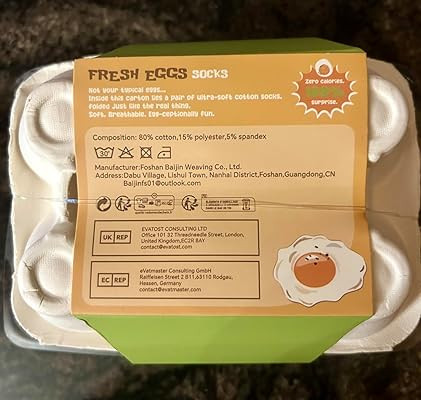 FRESH EGGS SOCKS
Not your typical eggs...
Inside this carton lies a pair of ultra-soft cotton socks.
Folded just like the real thing.
Soft. Breathable. Egg-ceptionally fun.
Zero calories.
100%
surprise.
Composition: 80% cotton,15% polyester,5% spandex
30°
Manufacturer:Foshan Baijin Weaving Co., Ltd.
Address:Dabu Village, Lishui Town, Nanhai District,Foshan,Guangdong,CN
Baijinfs01@outlook.com
UK REP
EVATOST CONSULTING LTD
Office 101 32 Threadneedle Street, London,
United Kingdom,EC2R 8AY
contact@evatost.com
EC REP
eVatmaster Consulting GmbH
Raiffeisen Street 2 B11,63110 Rodgau,
Hessen, Germany
contact@evatmaster.com